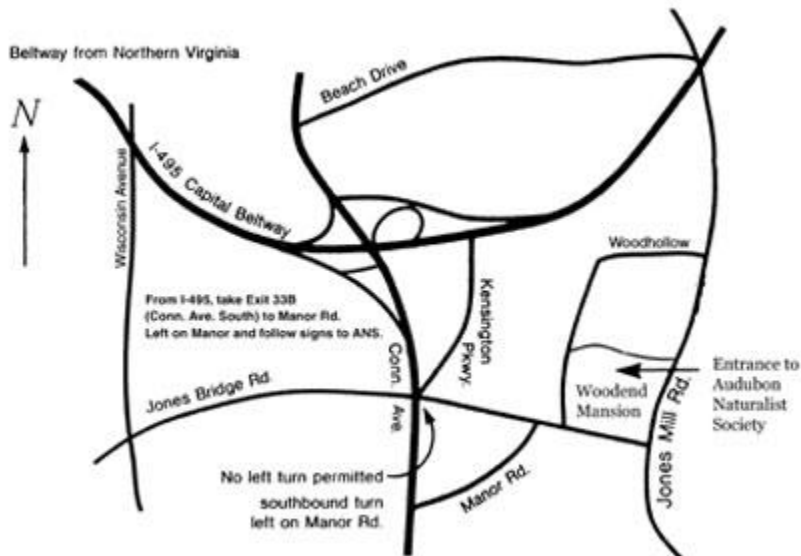 Beltway from Northern Virginia
N
Beach Drive
Wisconsin Avenue
I-495 Capital Beltway
Woodhollow
From I-495, take Exit 33B
(Conn. Ave. South) to Manor Rd.
Left on Manor and follow signs to ANS.
Kensington
Pkwy.
Conn.
Ave.
Jones Bridge Rd.
Woodend
Mansion
Entrance to
Audubon
Naturalist
Society
Jones Mill Rd.
No left turn permitted
southbound turn
left on Manor Rd.
Manor Rd.